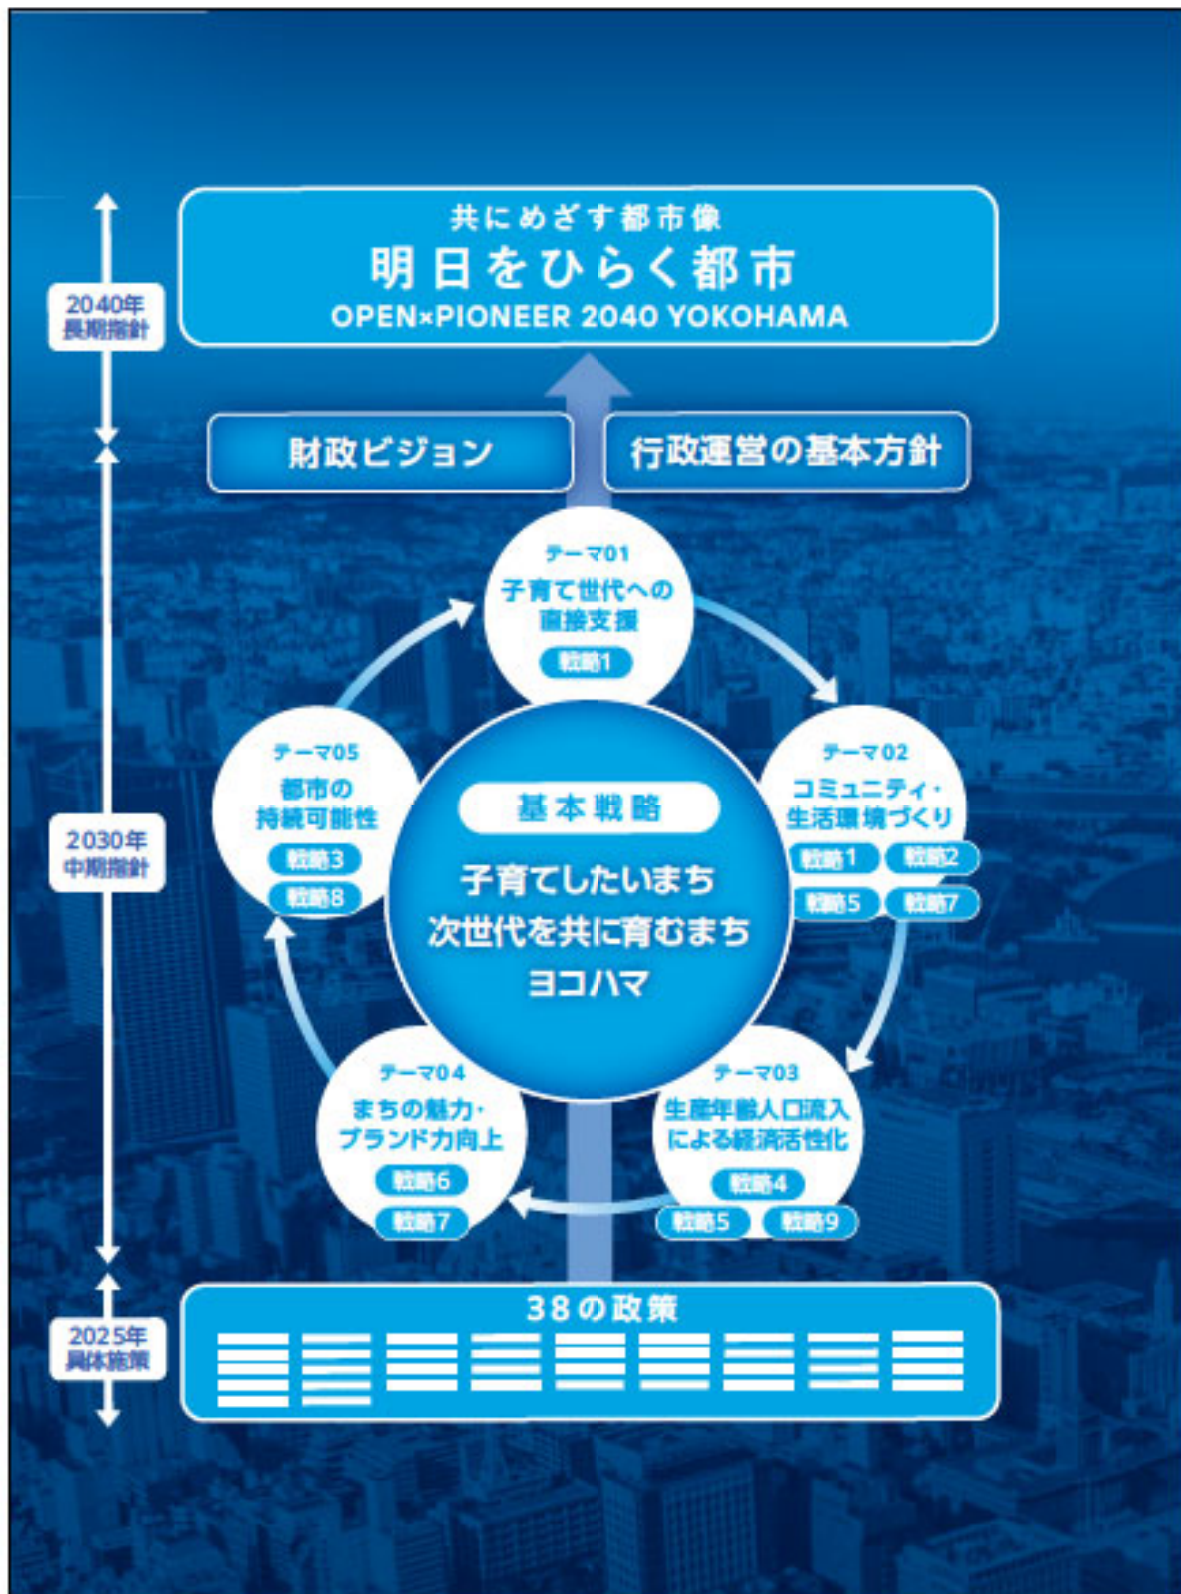 共にめざす都市像
明日をひらく都市
OPEN×PIONEER 2040 YOKOHAMA
2040年
長期指針
財政ビジョン
行政運営の基本方針
テーマ01
子育て世代への
直接支援
戦略1
テーマ05
都市の
持続可能性
戦略3
戦略8
テーマ02
コミュニティ・
生活環境づくり
戦略1 戦略2
戦略5 戦略7
基本戦略
子育てしたいまち
次世代を共に育むまち
ヨコハマ
2030年
中期指針
テーマ04
まちの魅力・
ブランド力向上
戦略6
戦略7
テーマ03
生産年齢人口流入
による経済活性化
戦略4
戦略5 戦略9
38の政策
2025年
具体施策